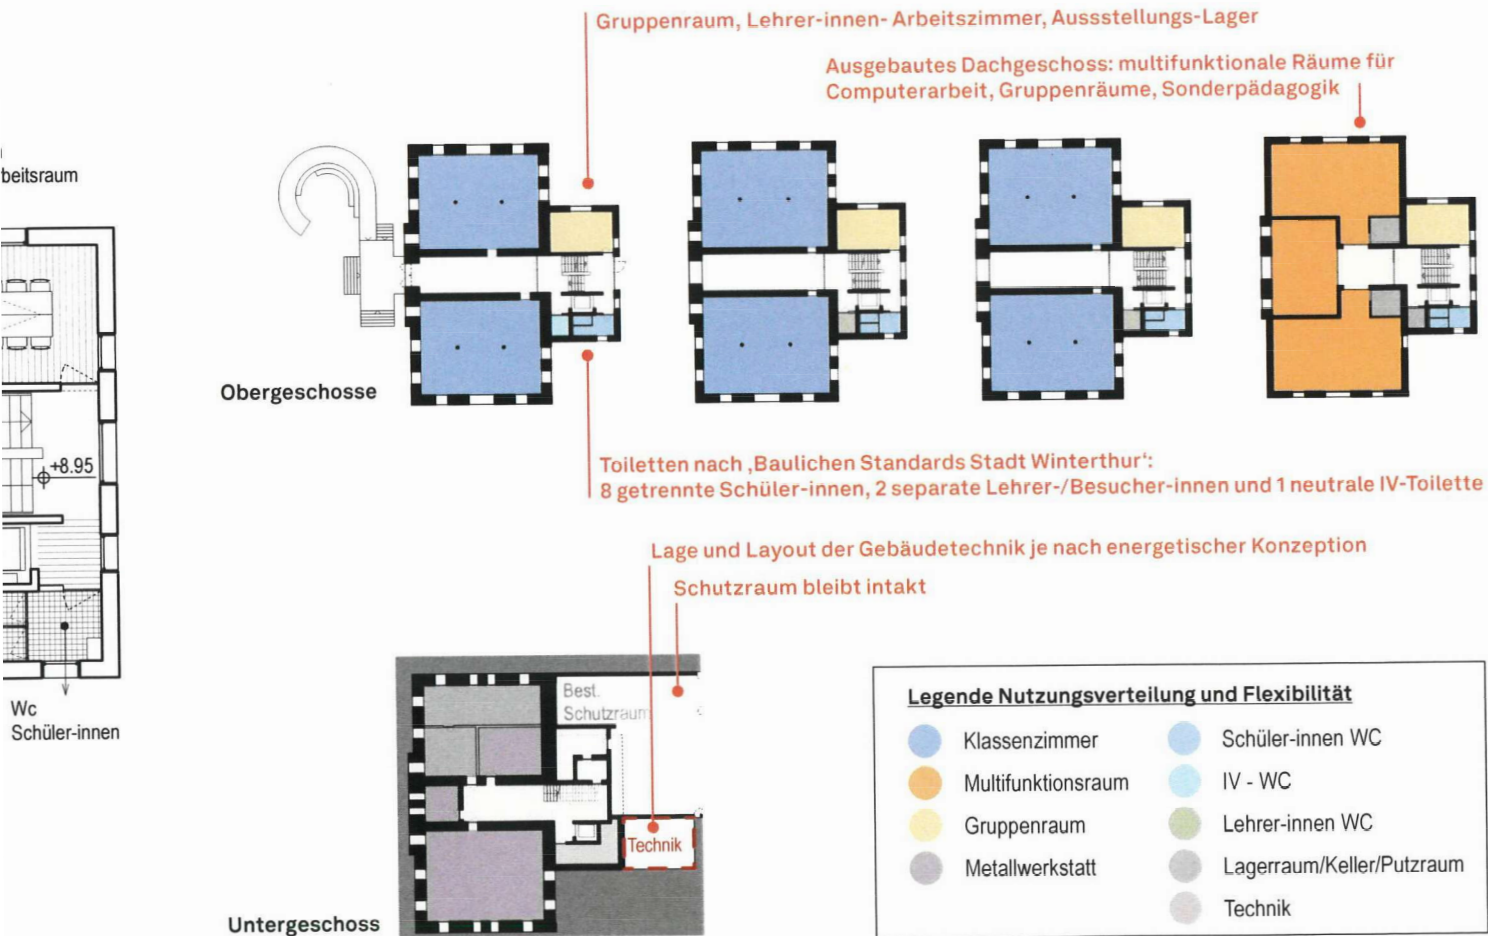 Gruppenraum, Lehrer-innen- Arbeitszimmer, Aussstellungs-Lager
Ausgebautes Dachgeschoss: multifunktionale Räume für
Computerarbeit, Gruppenräume, Sonderpädagogik
beitsraum
+8.95
Wc
Schüler-innen
Obergeschosse
Toiletten nach ‚Baulichen Standards Stadt Winterthur‘:
8 getrennte Schüler-innen, 2 separate Lehrer-/Besucher-innen und 1 neutrale IV-Toilette
Lage und Layout der Gebäudetechnik je nach energetischer Konzeption
Schutzraum bleibt intakt
Best.
Schutzraum
Technik
Untergeschoss
Legende Nutzungsverteilung und Flexibilität
Klassenzimmer
Multifunktionsraum
Gruppenraum
Metallwerkstatt
Schüler-innen WC
IV - WC
Lehrer-innen WC
Lagerraum/Keller/Putzraum
Technik